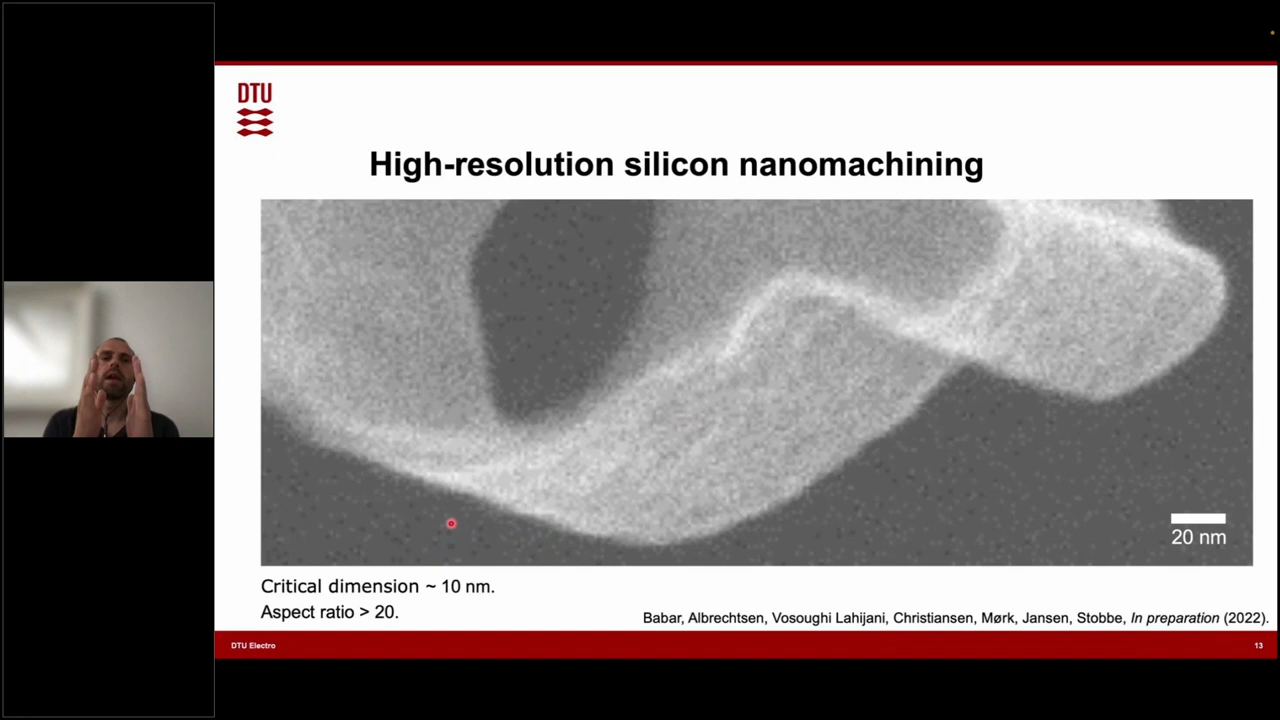 DTU
High-resolution silicon nanomachining
20 nm
Critical dimension ~ 10 nm.
Aspect ratio > 20.
Babar, Albrechtsen, Vosoughi Lahijani, Christiansen, Mørk, Jansen, Stobbe, In preparation (2022).
DTU Electro
13